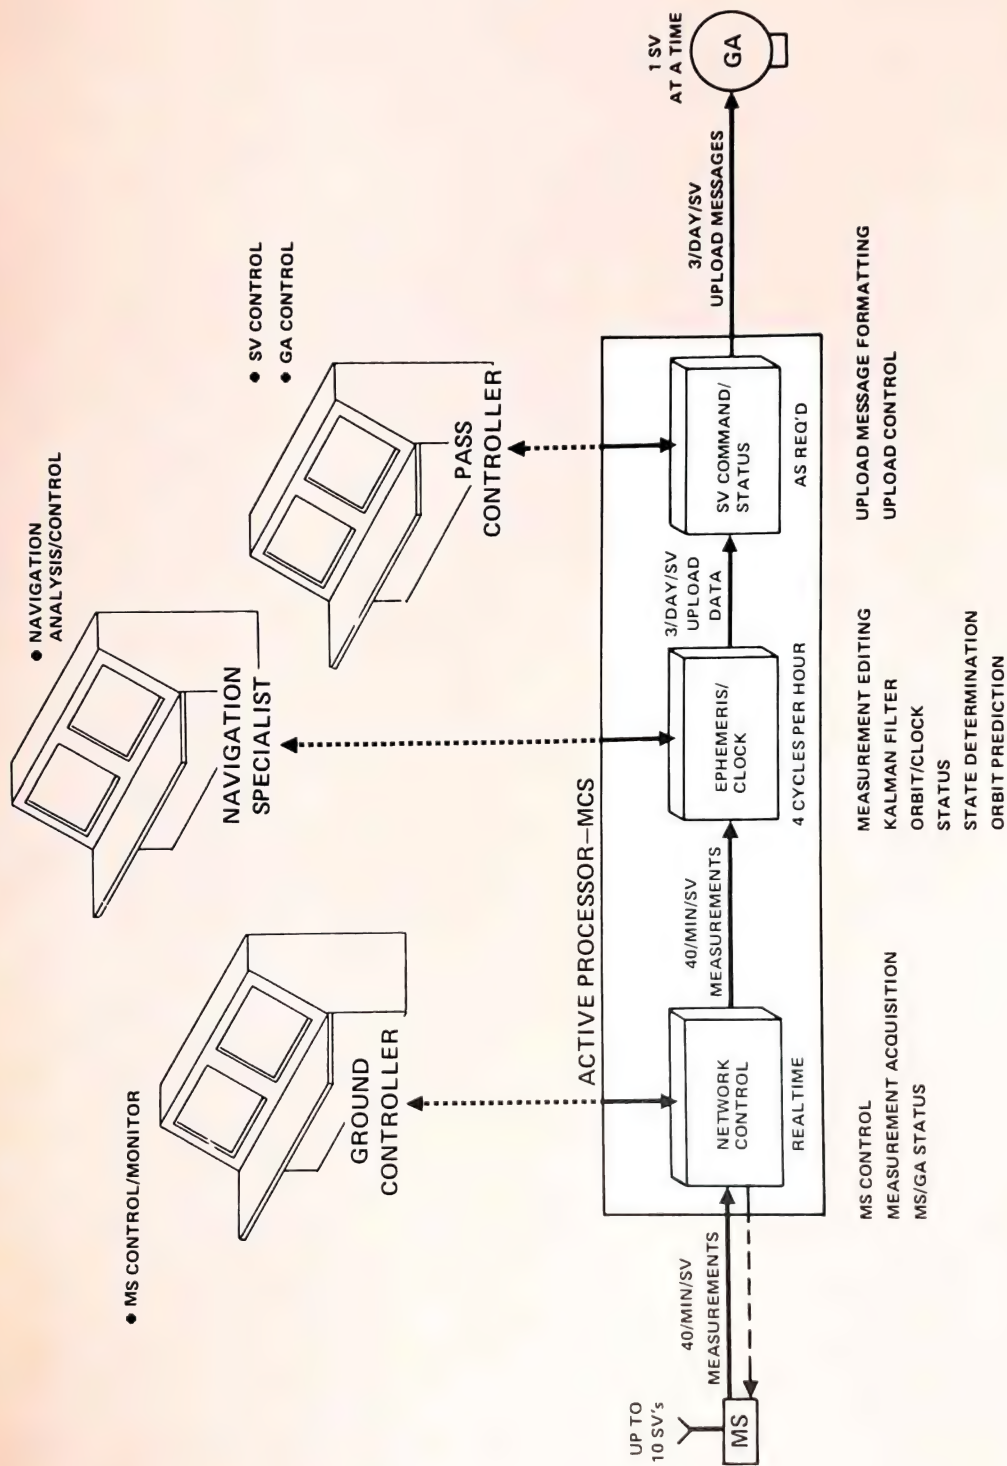 ● MS CONTROL/MONITOR
GROUND
CONTROLLER
● NAVIGATION
ANALYSIS/CONTROL
NAVIGATION
SPECIALIST
● SV CONTROL
● GA CONTROL
PASS
CONTROLLER
ACTIVE PROCESSOR–MCS
UP TO
10 SV's
MS
40/MIN/SV
MEASUREMENTS
NETWORK
CONTROL
REALTIME
40/MIN/SV
MEASUREMENTS
EPHEMERIS/
CLOCK
4 CYCLES PER HOUR
3/DAY/SV
UPLOAD
DATA
SV COMMAND/
STATUS
AS REQ'D
3/DAY/SV
UPLOAD MESSAGES
1 SV
AT A TIME
GA
MS CONTROL
MEASUREMENT ACQUISITION
MS/GA STATUS
MEASUREMENT EDITING
KALMAN FILTER
ORBIT/CLOCK
STATUS
STATE DETERMINATION
ORBIT PREDICTION
UPLOAD MESSAGE FORMATTING
UPLOAD CONTROL